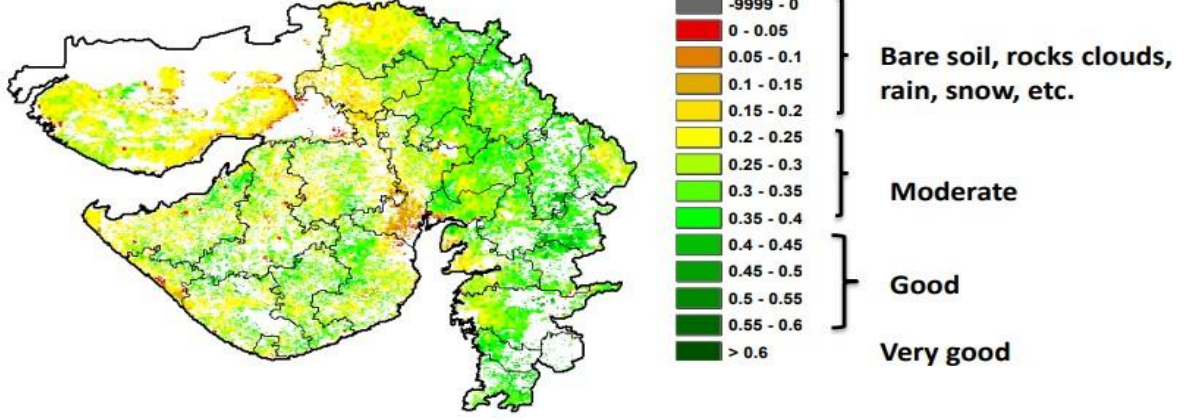 -9999 - 0
0 - 0.05
0.05 - 0.1
0.1 - 0.15
0.15 - 0.2
0.2 - 0.25
0.25 - 0.3
0.3 - 0.35
0.35 - 0.4
0.4 - 0.45
0.45 - 0.5
0.5 - 0.55
0.55 - 0.6
> 0.6
Bare soil, rocks clouds,
rain, snow, etc.
Moderate
Good
Very good